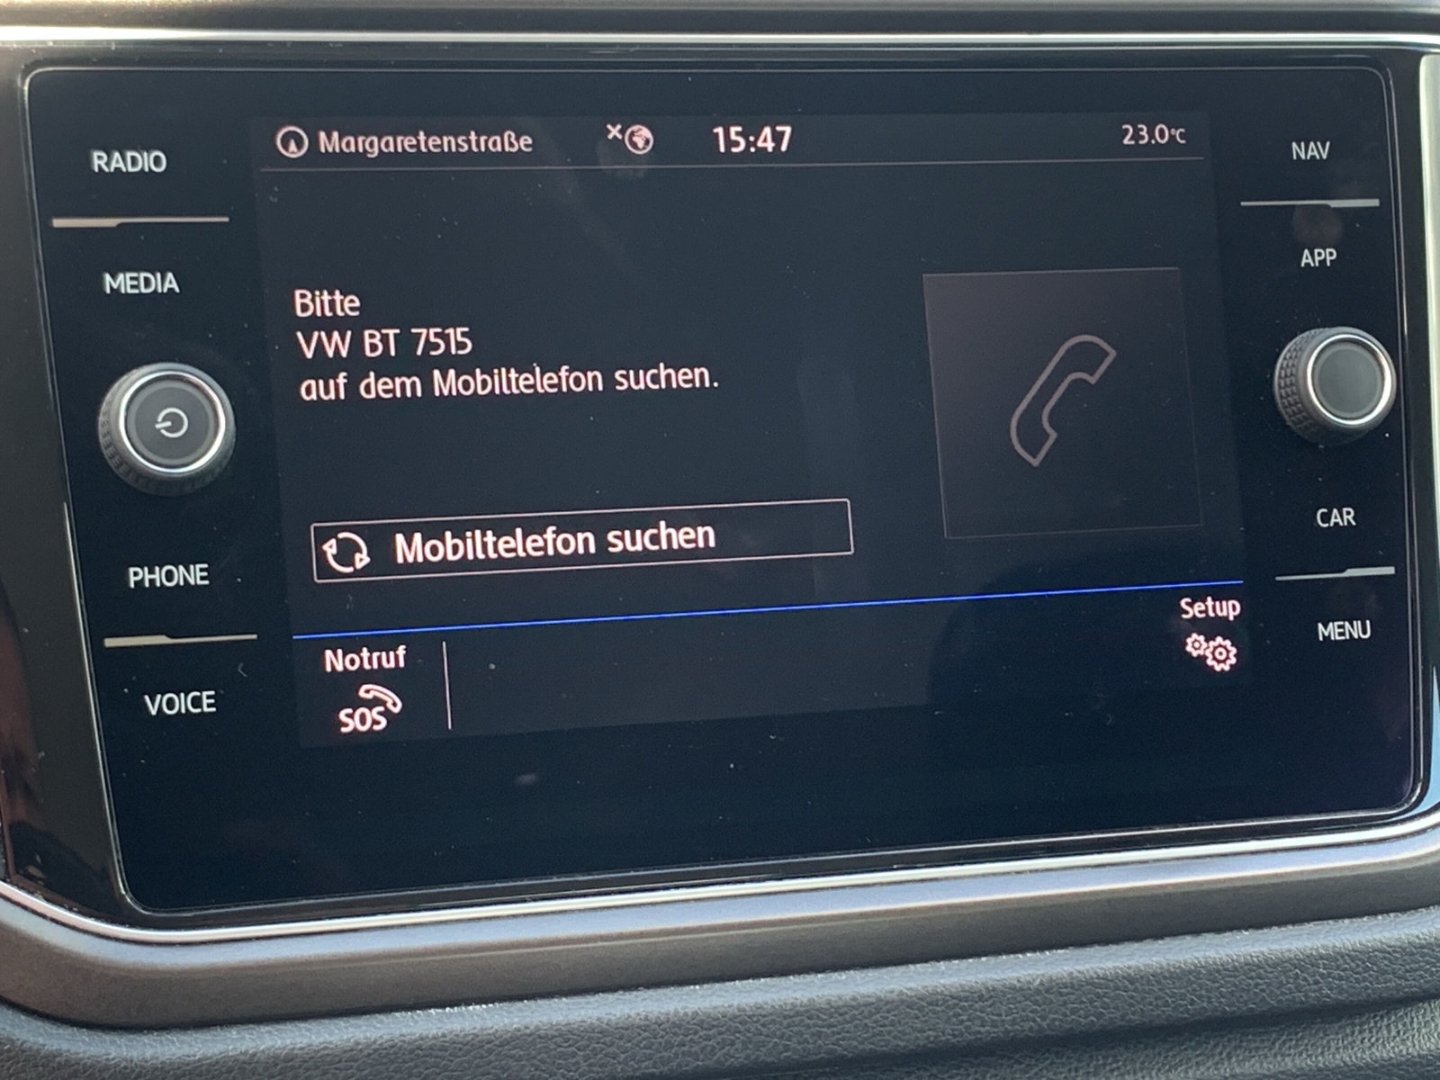 RADIO
MEDIA
PHONE
VOICE
Margaretenstraße
15:47
23.0°C
Bitte
VW BT 7515
auf dem Mobiltelefon suchen.
Mobiltelefon suchen
Notruf
SOS
Setup
NAV
APP
CAR
MENU